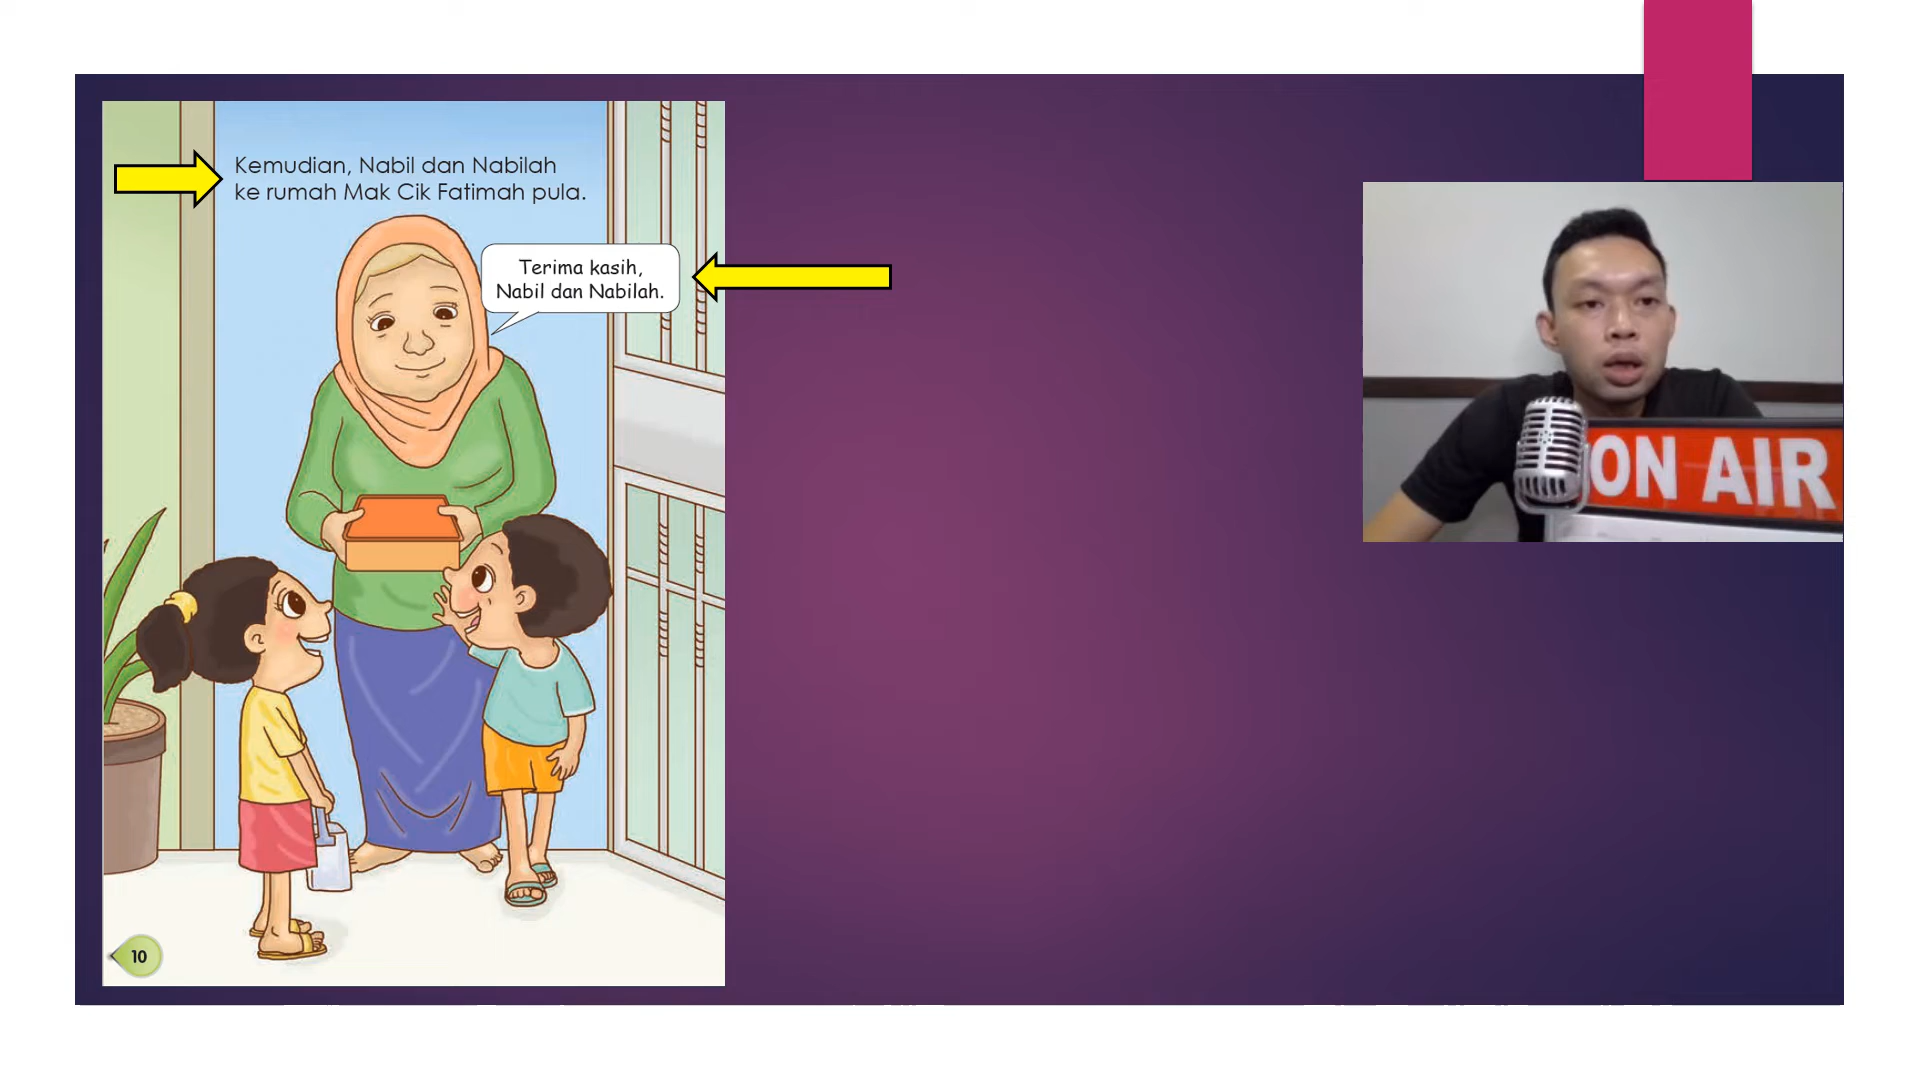 Kemudian, Nabil dan Nabilah
ke rumah Mak Cik Fatimah pula.
Terima kasih,
Nabil dan Nabilah.
ON AIR
10